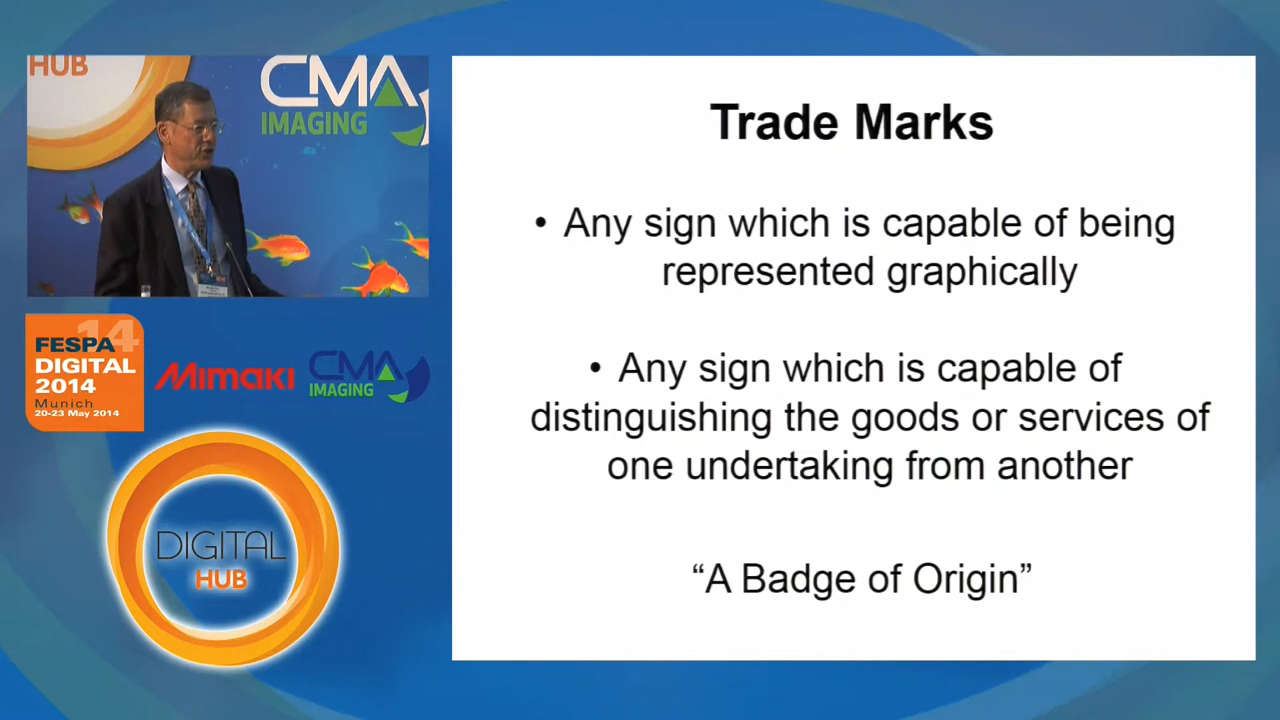 HUB
CMA
IMAGING
FESPA 14
DIGITAL
2014
Munich
20-23 May 2014
Mimaki
CMA
IMAGING
DIGITAL
HUB
Trade Marks
• Any sign which is capable of being
represented graphically
• Any sign which is capable of
distinguishing the goods or services of
one undertaking from another
“A Badge of Origin”